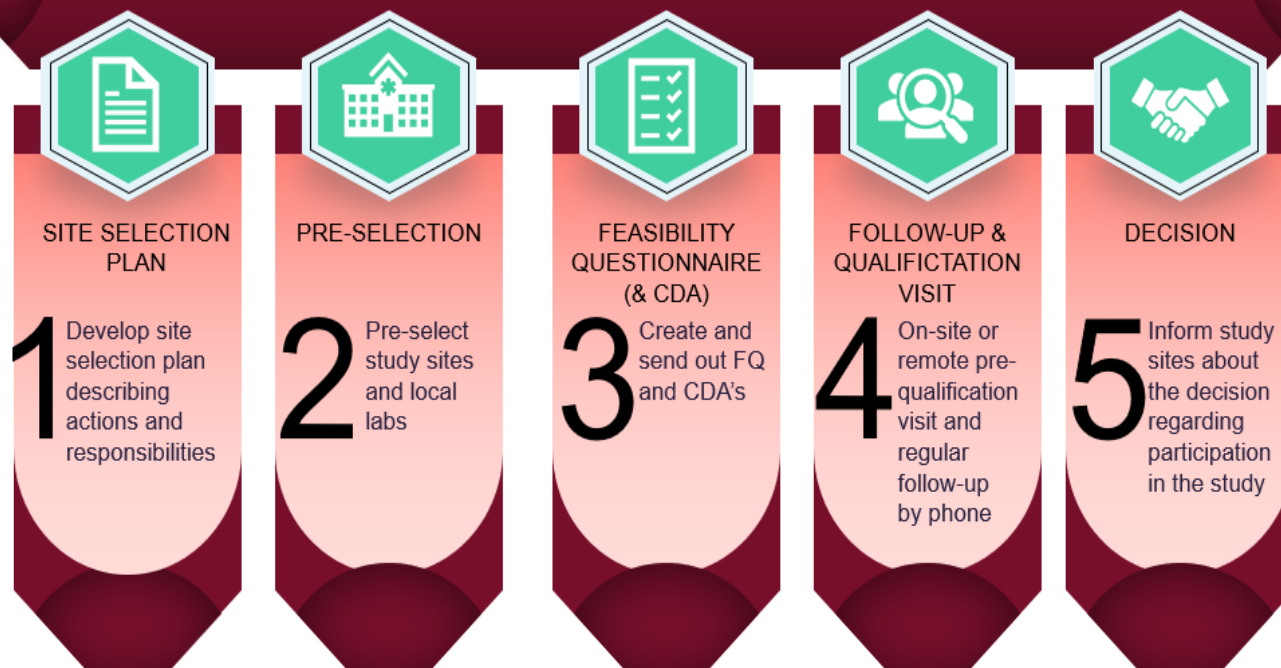 SITE SELECTION
PLAN
1
Develop site
selection plan
describing
actions and
responsibilities
PRE-SELECTION
2
Pre-select
study sites
and local
labs
FEASIBILITY
QUESTIONNAIRE
(& CDA)
3
Create and
send out FQ
and CDA's
FOLLOW-UP &
QUALIFICTATION
VISIT
4
On-site or
remote pre-
qualification
visit and
regular
follow-up
by phone
DECISION
5
Inform study
sites about
the decision
regarding
participation
in the study